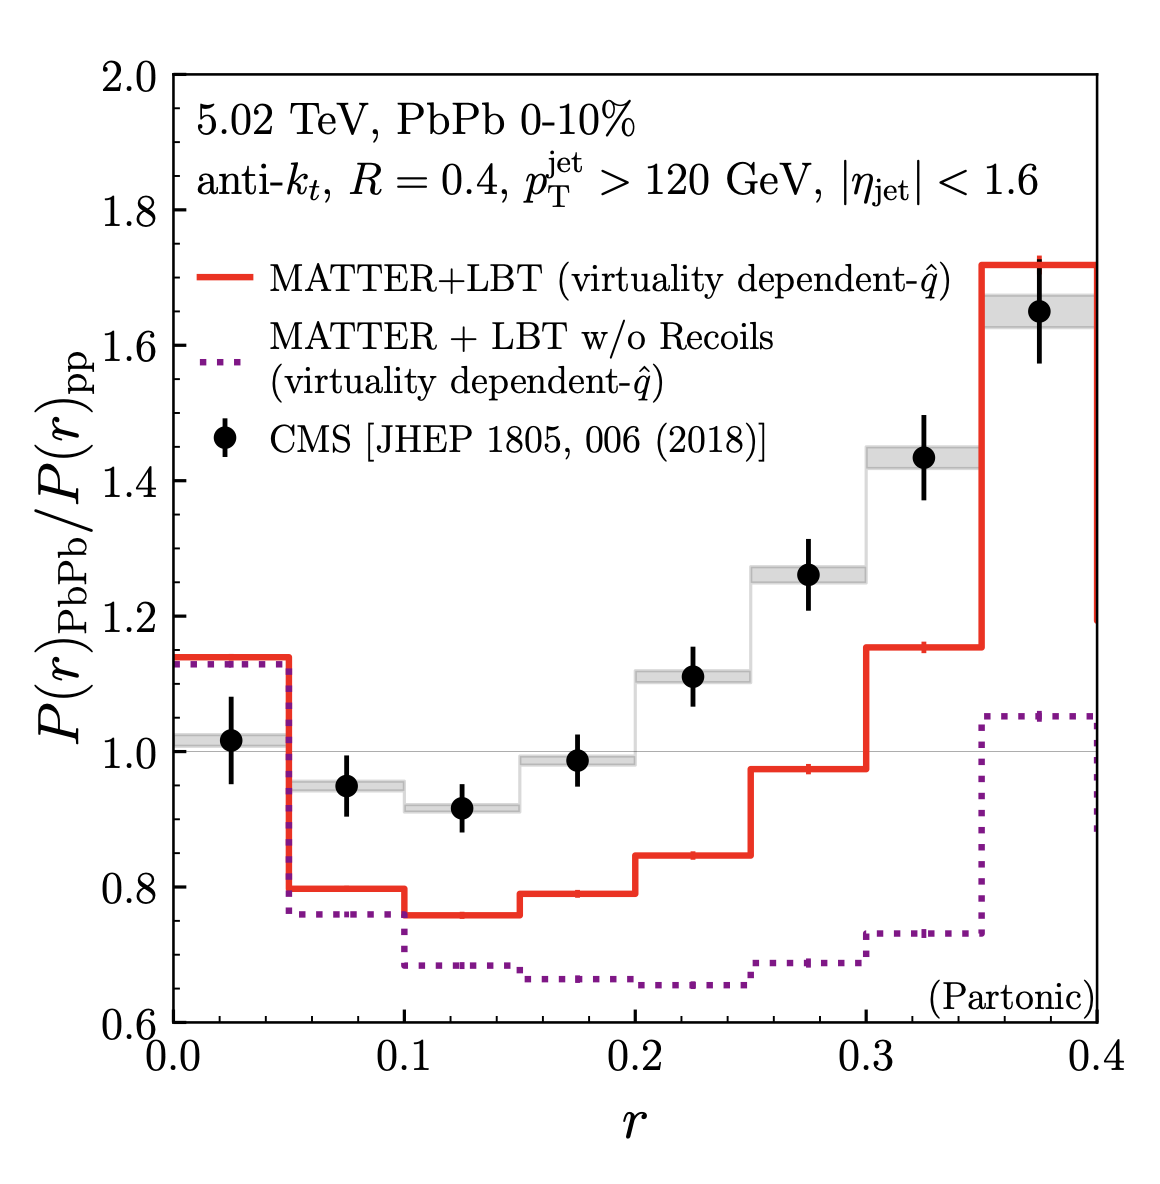 5.02 TeV, PbPb 0-10%
anti-k_t, R = 0.4, p_T^jet > 120 GeV, |η_jet| < 1.6
MATTER+LBT (virtuality dependent-q̂)
MATTER + LBT w/o Recoils
(virtuality dependent-q̂)
CMS [JHEP 1805, 006 (2018)]
P(r)_PbPb/P(r)_pp
2.0
1.8
1.6
1.4
1.2
1.0
0.8
0.6
(Partonic)
0.0 0.1 0.2 0.3 0.4
r